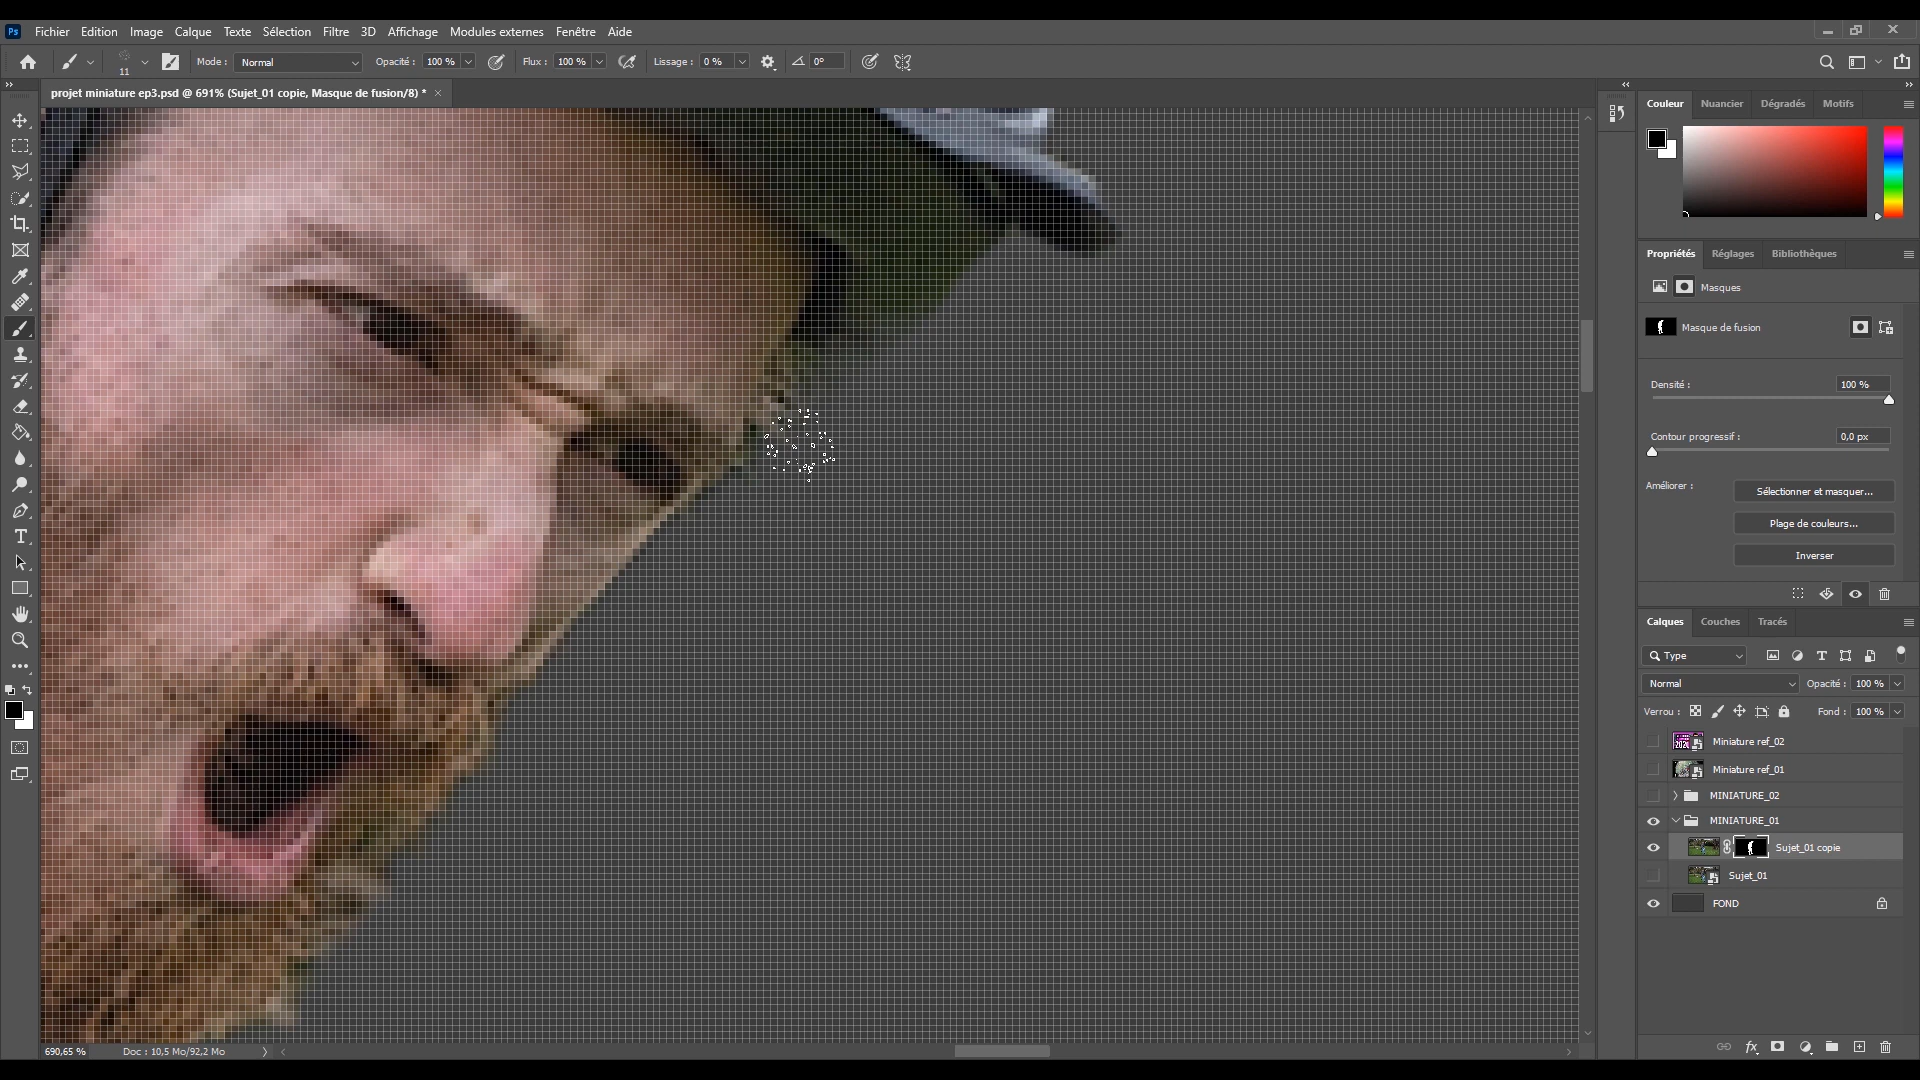 Ps Fichier Edition Image Calque Texte Sélection Filtre 3D Affichage Modules externes Fenêtre Aide
11 Mode : Normal Opacité : 100 % Flux : 100 % Lissage : 0 % 0°
projet miniature ep3.psd @ 691% (Sujet_01 copie, Masque de fusion/8) * ×
Couleur Nuancier Dégradés Motifs
Propriétés Réglages Bibliothèques
Masques
Masque de fusion
Densité : 100 %
Contour progressif : 0,0 px
Améliorer : Sélectionner et masquer...
Plage de couleurs...
Inverser
Calques Couches Tracés
Type
Normal Opacité : 100 %
Verrou : Fond : 100 %
Miniature ref_02
Miniature ref_01
MINIATURE_02
MINIATURE_01
Sujet_01 copie
Sujet_01
FOND
fx
690,65 % Doc : 10,5 Mo/92,2 Mo